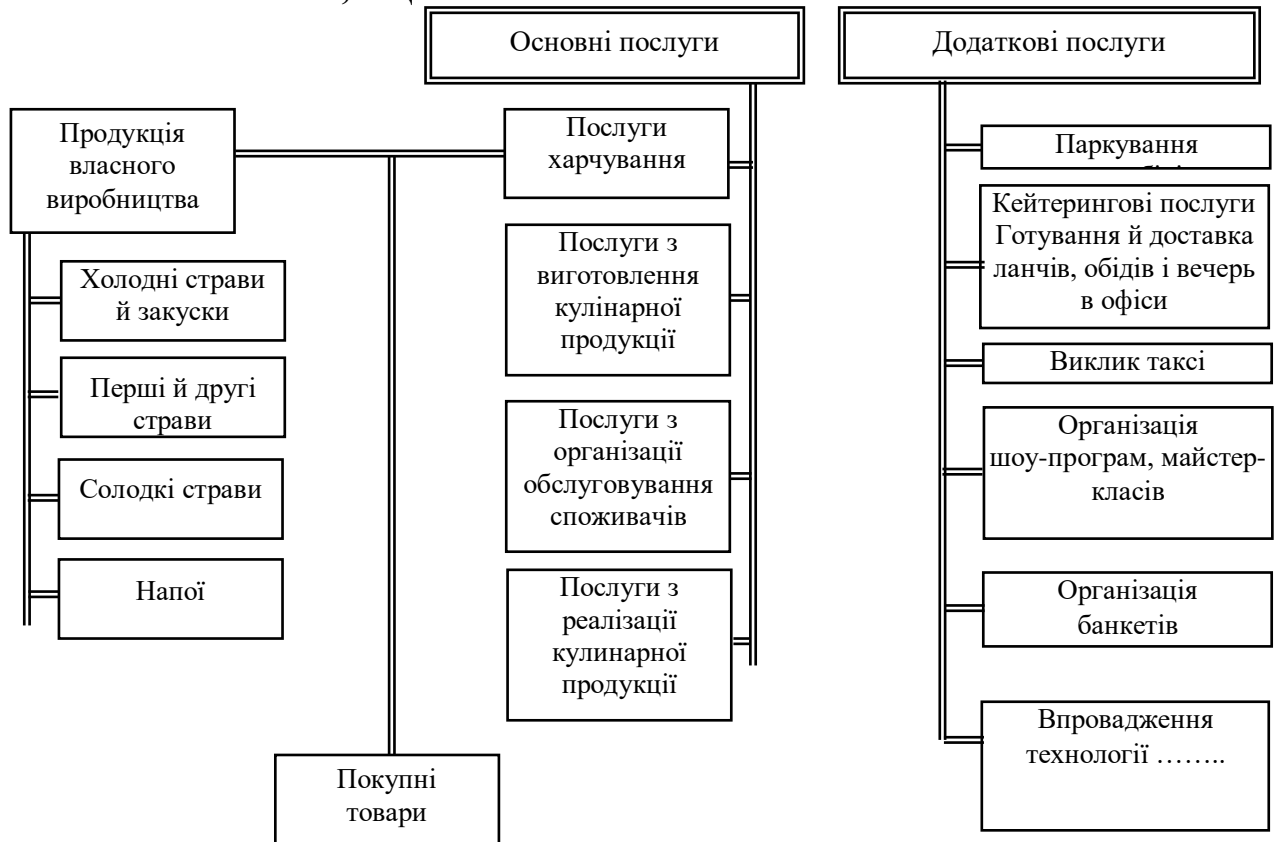 Основні послуги
Додаткові послуги
Продукція
власного
виробництва
Холодні страви
й закуски
Перші й другі
страви
Солодкі страви
Напої
Покупні
товари
Послуги
харчування
Послуги з
виготовлення
кулінарної
продукції
Послуги з
організації
обслуговування
споживачів
Послуги з
реалізації
кулинарної
продукції
Паркування
Кейтерингові послуги
Готування й доставка
ланчів, обідів і вечерь
в офіси
Виклик таксі
Організація
шоу-програм, майстер-
класів
Організація
банкетів
Впровадження
технології ……..